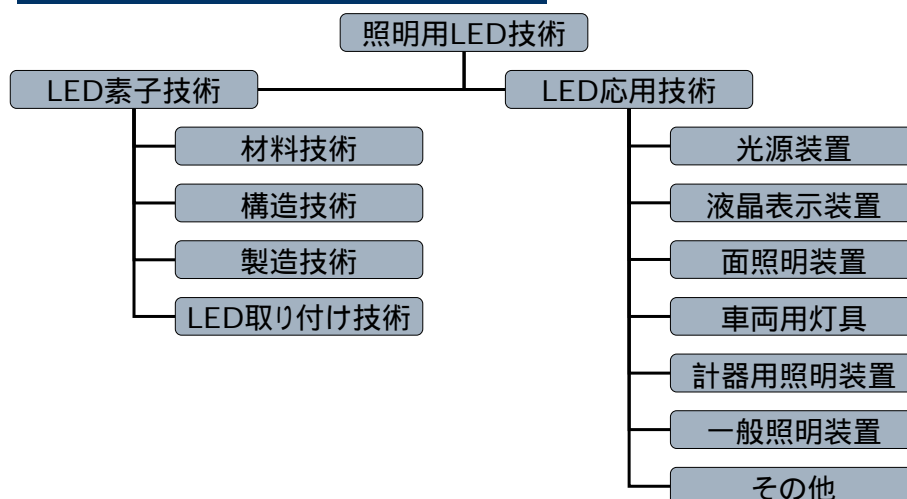 照明用LED技術
LED素子技術
LED応用技術
材料技術
構造技術
製造技術
LED取り付け技術
光源装置
液晶表示装置
面照明装置
車両用灯具
計器用照明装置
一般照明装置
その他